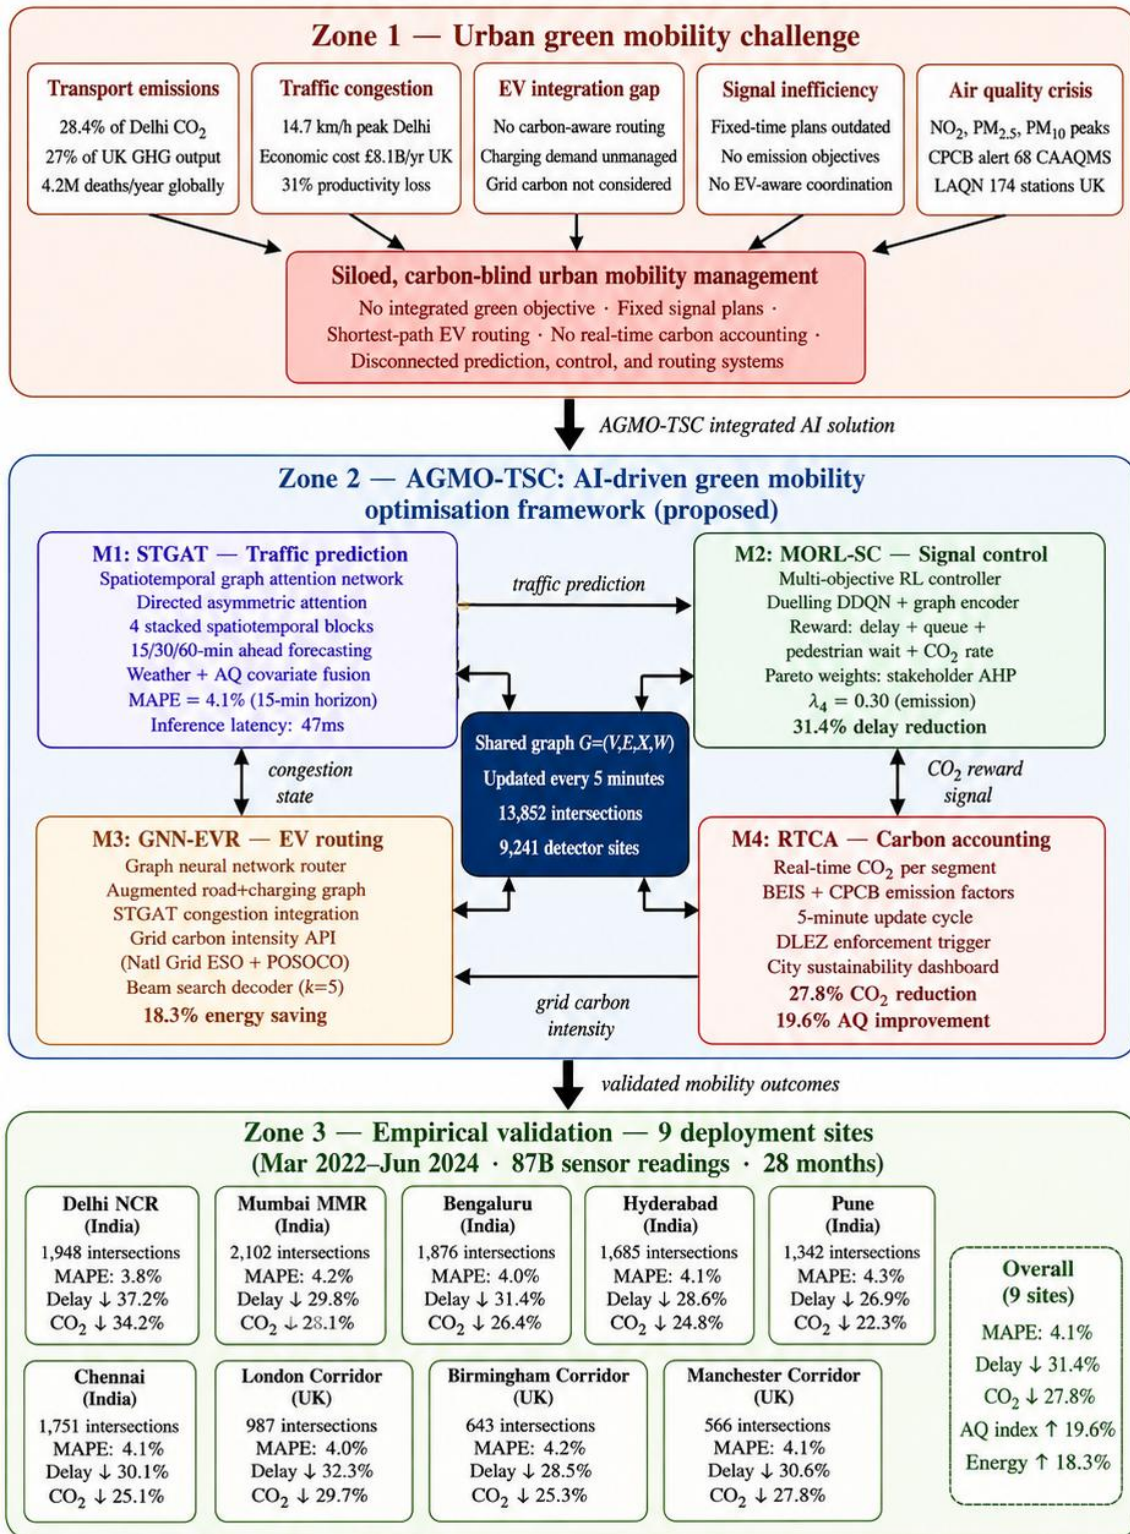 Zone 1 — Urban green mobility challenge
Transport emissions
28.4% of Delhi CO₂
27% of UK GHG output
4.2M deaths/year globally
Traffic congestion
14.7 km/h peak Delhi
Economic cost £8.1B/yr UK
31% productivity loss
EV integration gap
No carbon-aware routing
Charging demand unmanaged
Grid carbon not considered
Signal inefficiency
Fixed-time plans outdated
No emission objectives
No EV-aware coordination
Air quality crisis
NO₂, PM₂.₅, PM₁₀ peaks
CPCB alert 68 CAAQMS
LAQN 174 stations UK
Siloed, carbon-blind urban mobility management
No integrated green objective · Fixed signal plans ·
Shortest-path EV routing · No real-time carbon accounting ·
Disconnected prediction, control, and routing systems
AGMO-TSC integrated AI solution
Zone 2 — AGMO-TSC: AI-driven green mobility
optimisation framework (proposed)
M1: STGAT — Traffic prediction
Spatiotemporal graph attention network
Directed asymmetric attention
4 stacked spatiotemporal blocks
15/30/60-min ahead forecasting
Weather + AQ covariate fusion
MAPE = 4.1% (15-min horizon)
Inference latency: 47ms
traffic prediction
M2: MORL-SC — Signal control
Multi-objective RL controller
Duelling DDQN + graph encoder
Reward: delay + queue +
pedestrian wait + CO₂ rate
Pareto weights: stakeholder AHP
λ₄ = 0.30 (emission)
31.4% delay reduction
Shared graph G=(V,E,X,W)
Updated every 5 minutes
13,852 intersections
9,241 detector sites
congestion
state
CO₂ reward
signal
M3: GNN-EVR — EV routing
Graph neural network router
Augmented road+charging graph
STGAT congestion integration
Grid carbon intensity API
(Natl Grid ESO + POSOCO)
Beam search decoder (k=5)
18.3% energy saving
grid carbon
intensity
M4: RTCA — Carbon accounting
Real-time CO₂ per segment
BEIS + CPCB emission factors
5-minute update cycle
DLEZ enforcement trigger
City sustainability dashboard
27.8% CO₂ reduction
19.6% AQ improvement
validated mobility outcomes
Zone 3 — Empirical validation — 9 deployment sites
(Mar 2022–Jun 2024 · 87B sensor readings · 28 months)
Delhi NCR
(India)
1,948 intersections
MAPE: 3.8%
Delay ↓ 37.2%
CO₂ ↓ 34.2%
Mumbai MMR
(India)
2,102 intersections
MAPE: 4.2%
Delay ↓ 29.8%
CO₂ ↓ 28.1%
Bengaluru
(India)
1,876 intersections
MAPE: 4.0%
Delay ↓ 31.4%
CO₂ ↓ 26.4%
Hyderabad
(India)
1,685 intersections
MAPE: 4.1%
Delay ↓ 28.6%
CO₂ ↓ 24.8%
Pune
(India)
1,342 intersections
MAPE: 4.3%
Delay ↓ 26.9%
CO₂ ↓ 22.3%
Chennai
(India)
1,751 intersections
MAPE: 4.1%
Delay ↓ 30.1%
CO₂ ↓ 25.1%
London Corridor
(UK)
987 intersections
MAPE: 4.0%
Delay ↓ 32.3%
CO₂ ↓ 29.7%
Birmingham Corridor
(UK)
643 intersections
MAPE: 4.2%
Delay ↓ 28.5%
CO₂ ↓ 25.3%
Manchester Corridor
(UK)
566 intersections
MAPE: 4.1%
Delay ↓ 30.6%
CO₂ ↓ 27.8%
Overall
(9 sites)
MAPE: 4.1%
Delay ↓ 31.4%
CO₂ ↓ 27.8%
AQ index ↑ 19.6%
Energy ↑ 18.3%